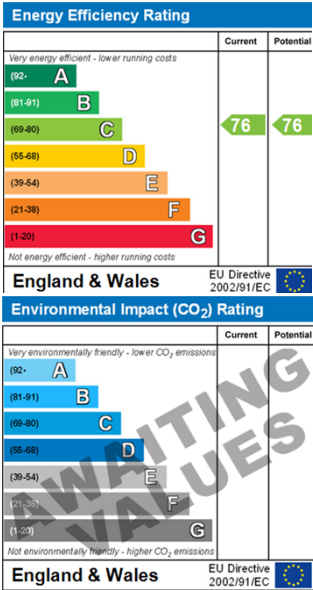 Energy Efficiency Rating
Current Potential
Very energy efficient - lower running costs
(92- A
(81-91) B
(69-80) C
76 76
(55-68) D
(39-54) E
(21-38) F
(1-20) G
Not energy efficient - higher running costs
England & Wales
EU Directive
2002/91/EC
Environmental Impact (CO2) Rating
Current Potential
Very environmentally friendly - lower CO2 emissions
(92- A
(81-91) B
(69-80) C
(55-68) D
(39-54) E
(21-38) F
(1-20) G
AWAITING
VALUES
Not environmentally friendly - higher CO2 emissions
England & Wales
EU Directive
2002/91/EC